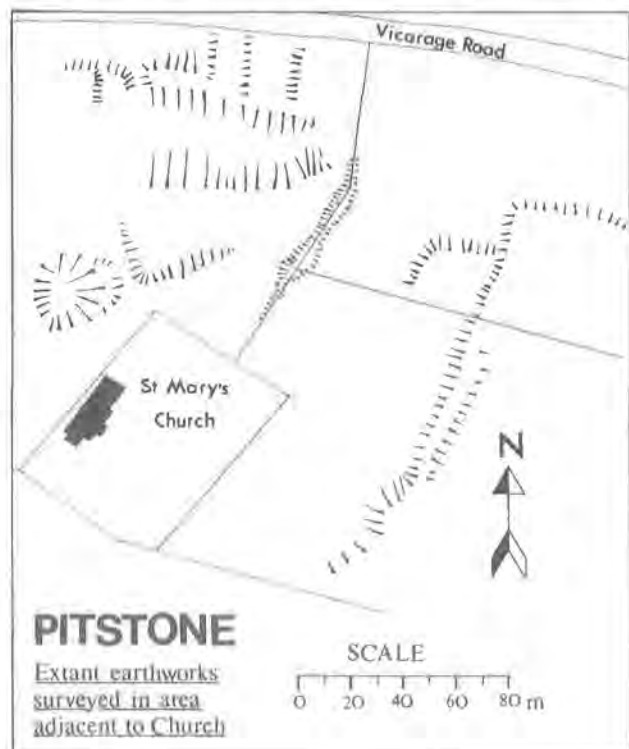 Vicarage Road
St Mary's
Church
N
PITSTONE
Extant earthworks
surveyed in area
adjacent to Church
SCALE
0 20 40 60 80 m